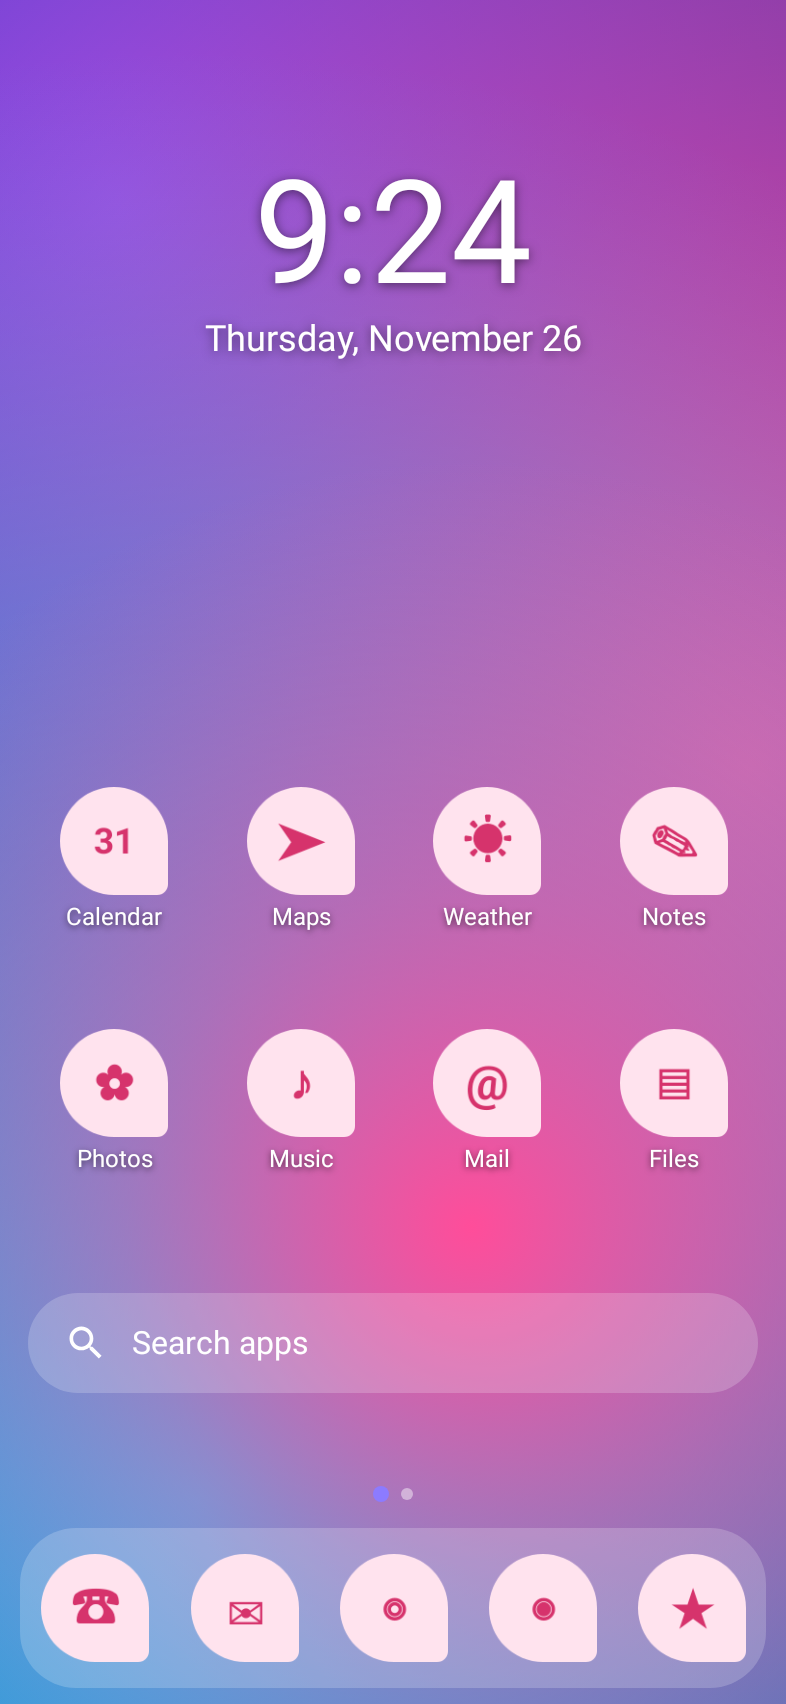 9:24
Thursday, November 26
31
Calendar
Maps
Weather
Notes
Photos
Music
@
Mail
Files
Search apps